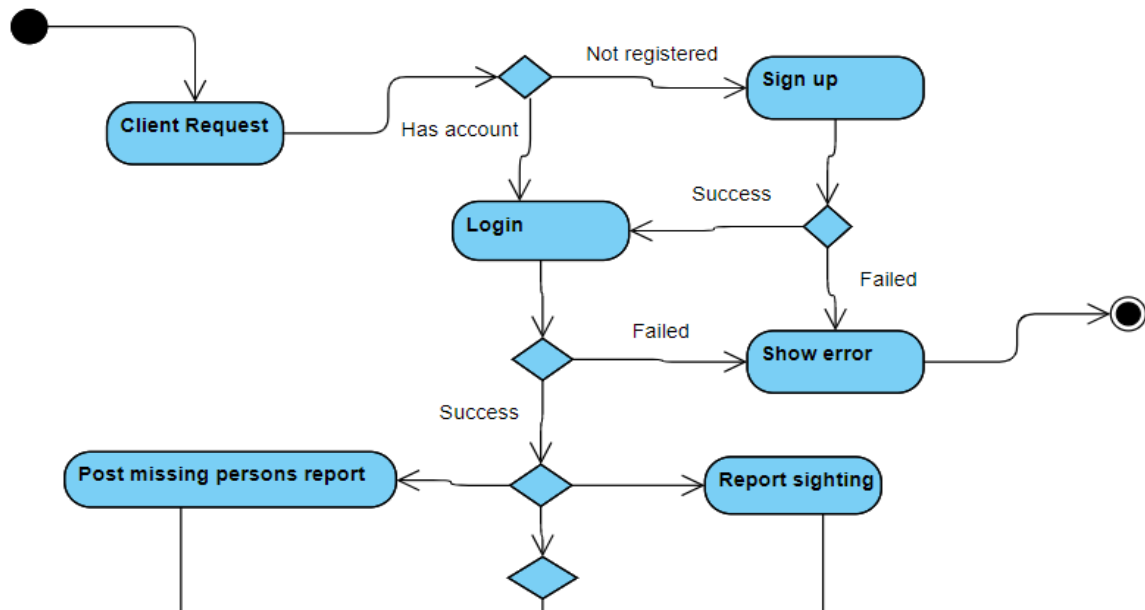 Not registered
Sign up
Client Request
Has account
Success
Login
Failed
Failed
Show error
Success
Post missing persons report
Report sighting